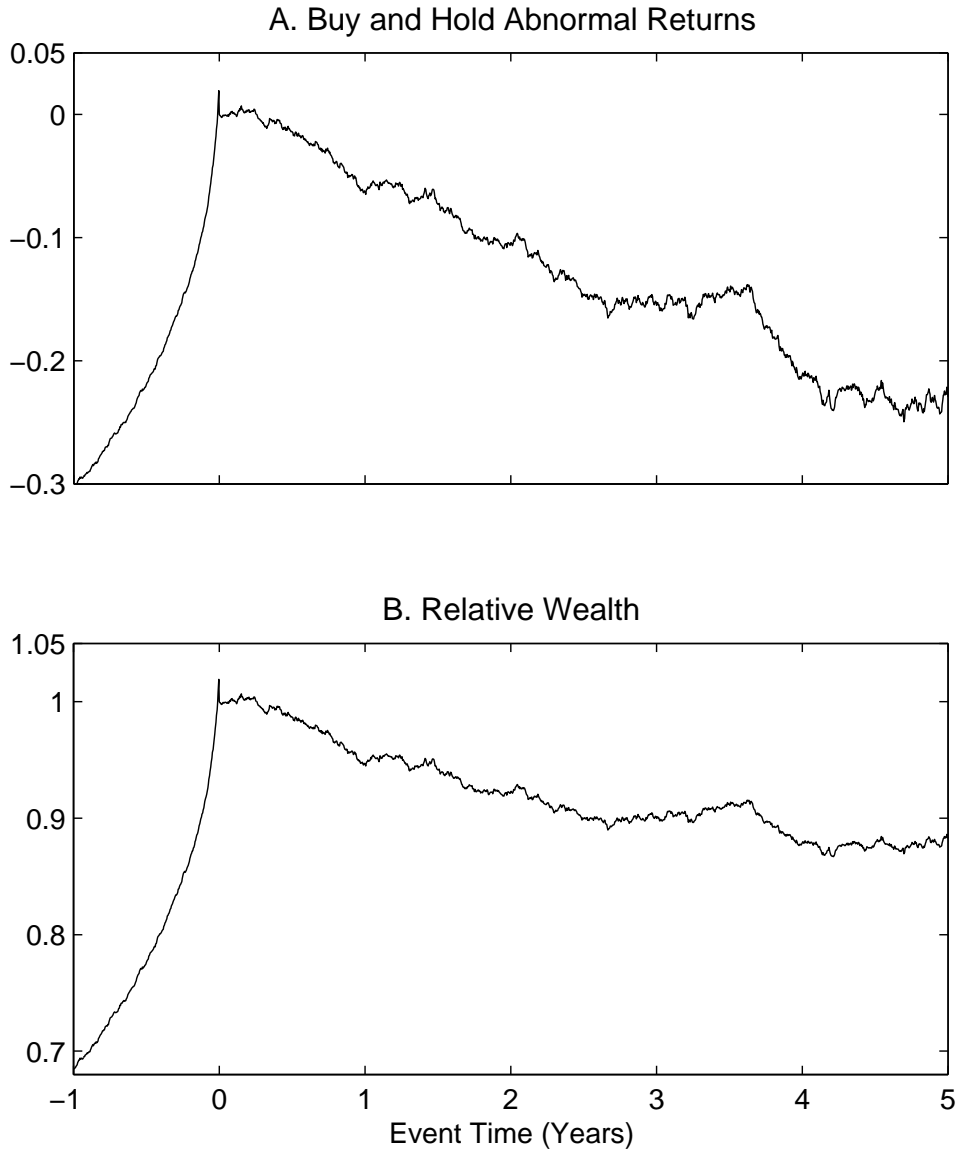 A. Buy and Hold Abnormal Returns
0.05
0
−0.1
−0.2
−0.3
B. Relative Wealth
1.05
1
0.9
0.8
0.7
−1 0 1 2 3 4 5
Event Time (Years)